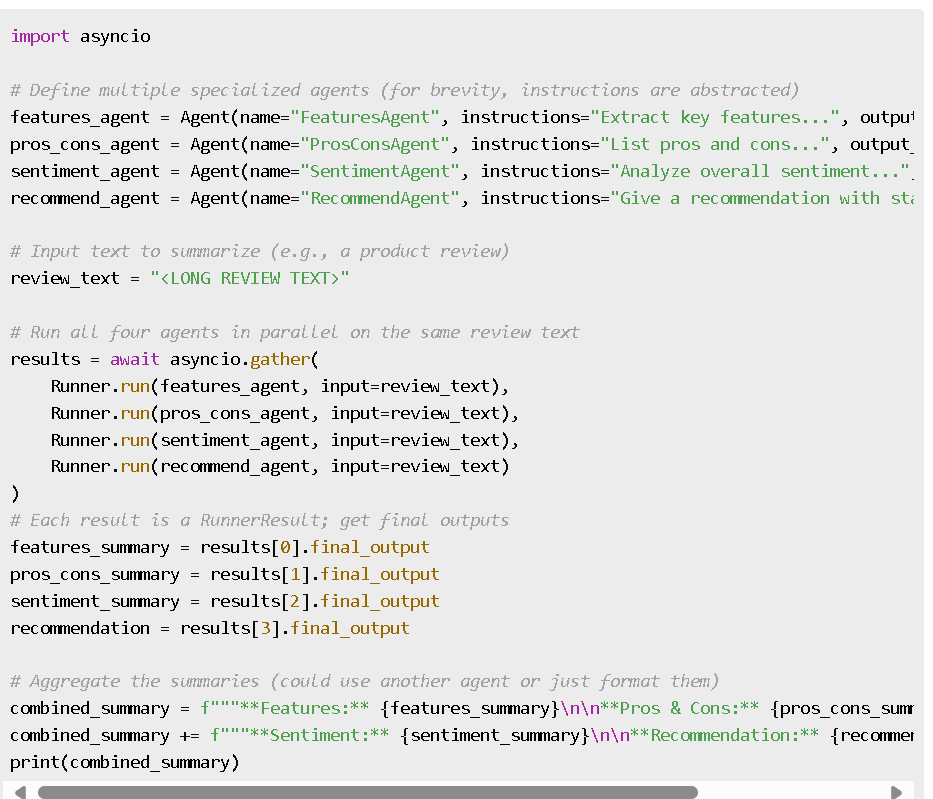 import asyncio
# Define multiple specialized agents (for brevity, instructions are abstracted)
features_agent = Agent(name="FeaturesAgent", instructions="Extract key features...", output
pros_cons_agent = Agent(name="ProsConsAgent", instructions="List pros and cons...", output_
sentiment_agent = Agent(name="SentimentAgent", instructions="Analyze overall sentiment...",
recommend_agent = Agent(name="RecommendAgent", instructions="Give a recommendation with sta
# Input text to summarize (e.g., a product review)
review_text = "<LONG REVIEW TEXT>"
# Run all four agents in parallel on the same review text
results = await asyncio.gather(
    Runner.run(features_agent, input=review_text),
    Runner.run(pros_cons_agent, input=review_text),
    Runner.run(sentiment_agent, input=review_text),
    Runner.run(recommend_agent, input=review_text)
)
# Each result is a RunnerResult; get final outputs
features_summary = results[0].final_output
pros_cons_summary = results[1].final_output
sentiment_summary = results[2].final_output
recommendation = results[3].final_output
# Aggregate the summaries (could use another agent or just format them)
combined_summary = f"""**Features:** {features_summary}\n\n**Pros & Cons:** {pros_cons_summ
combined_summary += f"""**Sentiment:** {sentiment_summary}\n\n**Recommendation:** {recommen
print(combined_summary)